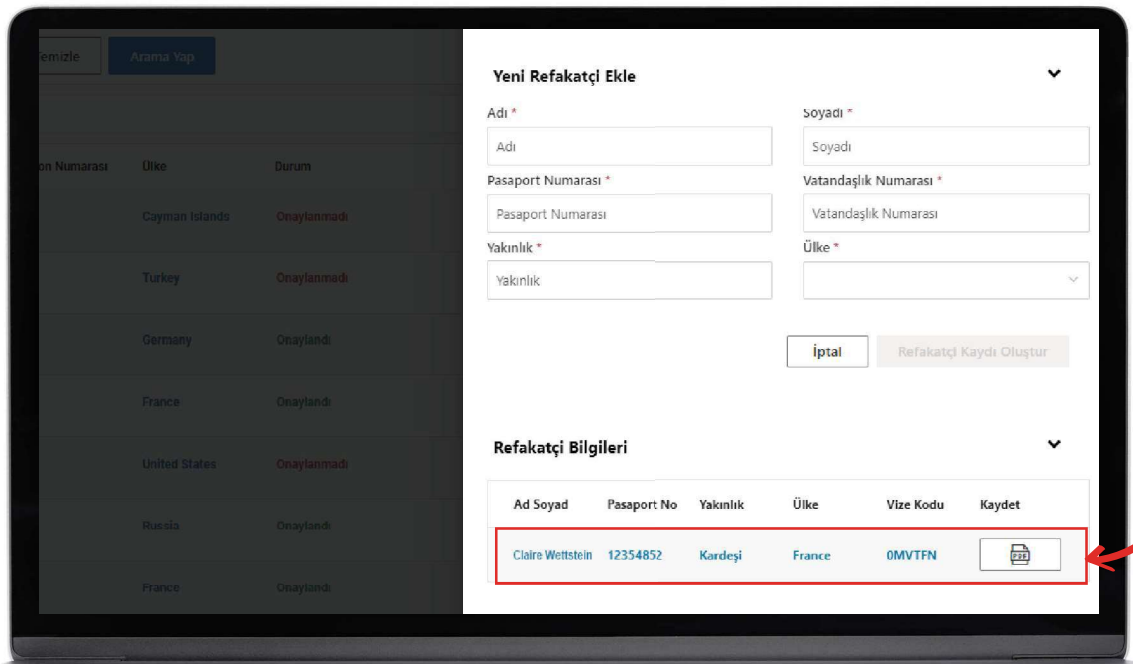 Temizle Arama Yap
Yeni Refakatçi Ekle
Adı * Soyadı *
Adı Soyadı
on Numarası Ülke Durum
Pasaport Numarası * Vatandaşlık Numarası *
Pasaport Numarası Vatandaşlık Numarası
Cayman Islands Onaylanmadı
Yakınlık * Ülke *
Yakınlık
Turkey Onaylanmadı
Germany Onaylandı
İptal Refakatçi Kaydı Oluştur
France Onaylandı
Refakatçi Bilgileri
United States Onaylanmadı
Ad Soyad Pasaport No Yakınlık Ülke Vize Kodu Kaydet
Russia Onaylandı
Claire Wettstein 12354852 Kardeşi France 0MVTFN PDF
France Onaylandı